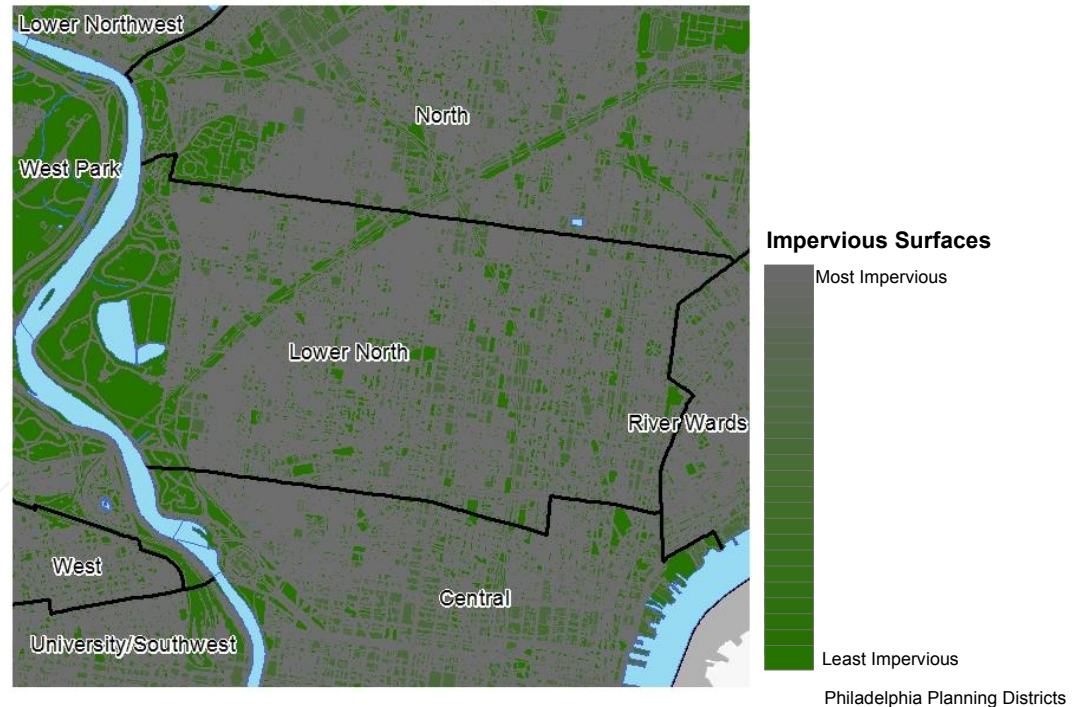 Lower Northwest
North
West Park
Impervious Surfaces
Most Impervious
Lower North
River Wards
West
Central
University/Southwest
Least Impervious
Philadelphia Planning Districts